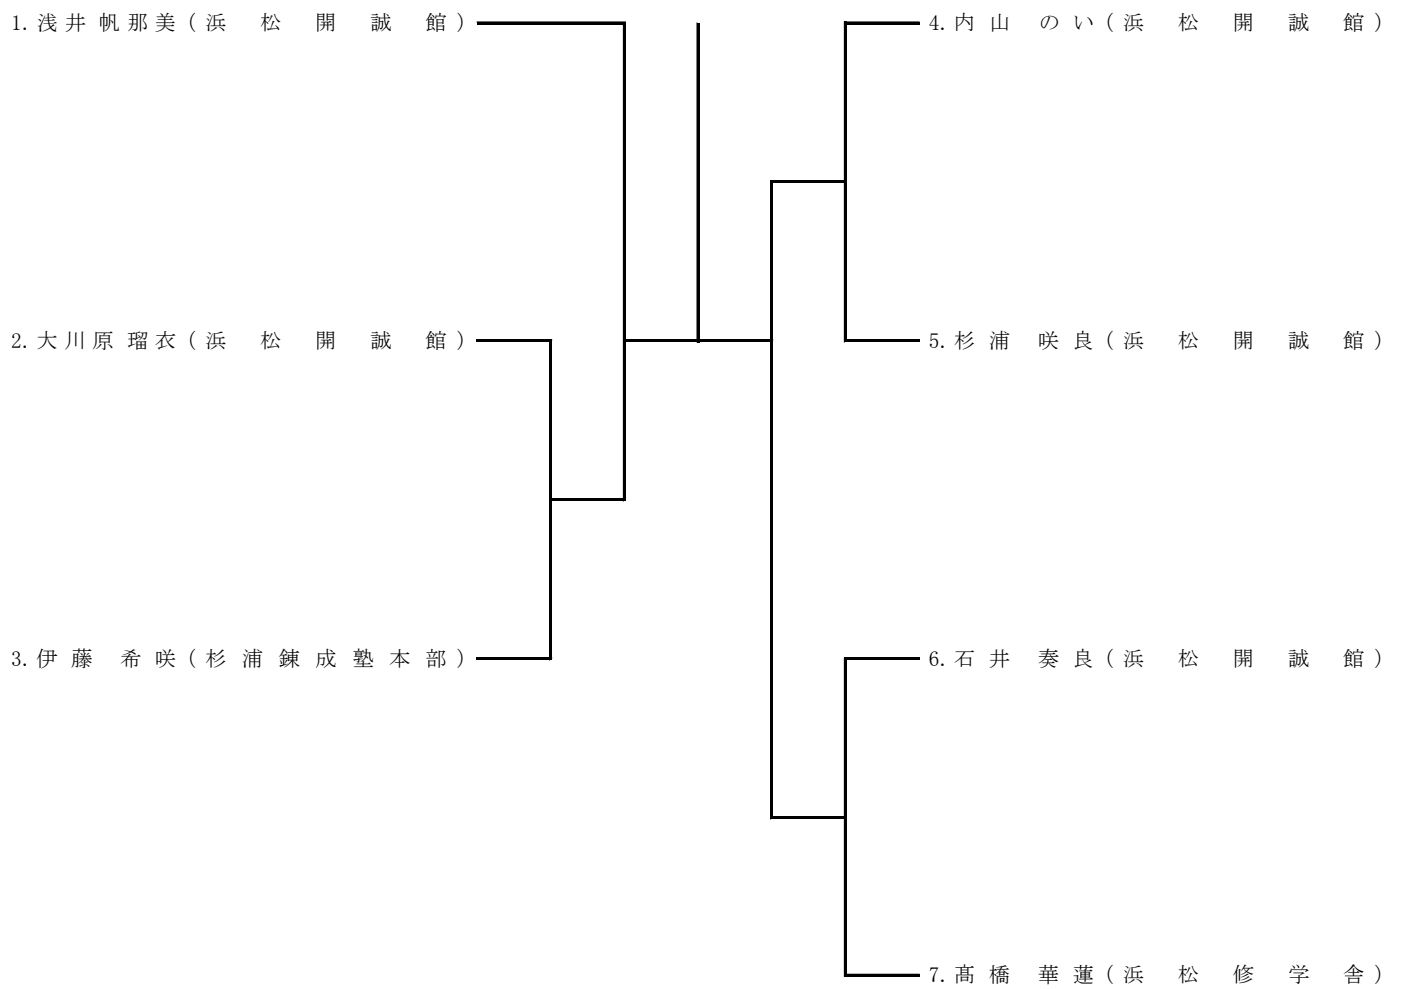 1. 浅井帆那美(浜松開誠館)
2. 大川原瑠衣(浜松開誠館)
3. 伊藤 希咲(杉浦錬成塾本部)
4. 内山 のい(浜松開誠館)
5. 杉浦 咲良(浜松開誠館)
6. 石井 奏良(浜松開誠館)
7. 髙橋 華蓮(浜松修学舎)